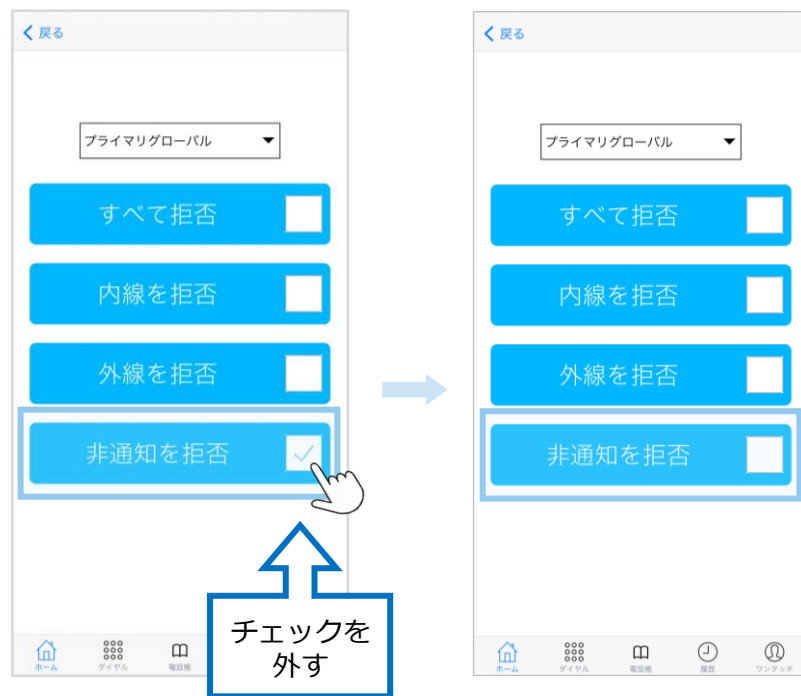 戻る
プライマリグローバル
すべて拒否
内線を拒否
外線を拒否
非通知を拒否
チェックを
外す
ホーム
ダイヤル
電話帳
戻る
プライマリグローバル
すべて拒否
内線を拒否
外線を拒否
非通知を拒否
ホーム
ダイヤル
電話帳
履歴
ワンタッチ